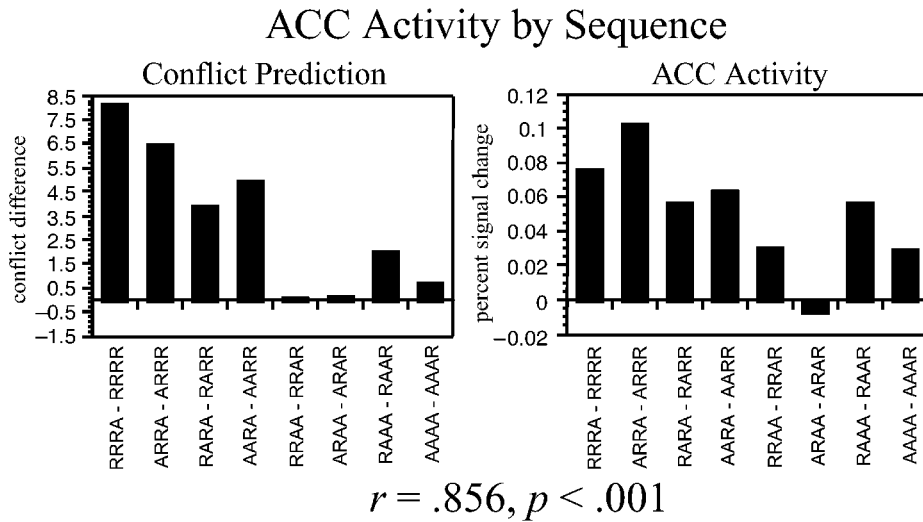 ACC Activity by Sequence
Conflict Prediction
conflict difference
8.5
6.5
5.5
4.5
2.5
1.5
0.5
−0.5
−1.5
RRRA - RRRR
ARRA - ARRR
RARA - RARR
AARA - AARR
RRAA - RRAR
ARAA - ARAR
RAAA - RAAR
AAAA - AAAR
ACC Activity
percent signal change
0.12
0.1
0.08
0.06
0.04
0.02
0
−0.02
RRRA - RRRR
ARRA - ARRR
RARA - RARR
AARA - AARR
RRAA - RRAR
ARAA - ARAR
RAAA - RAAR
AAAA - AAAR
r = .856, p < .001